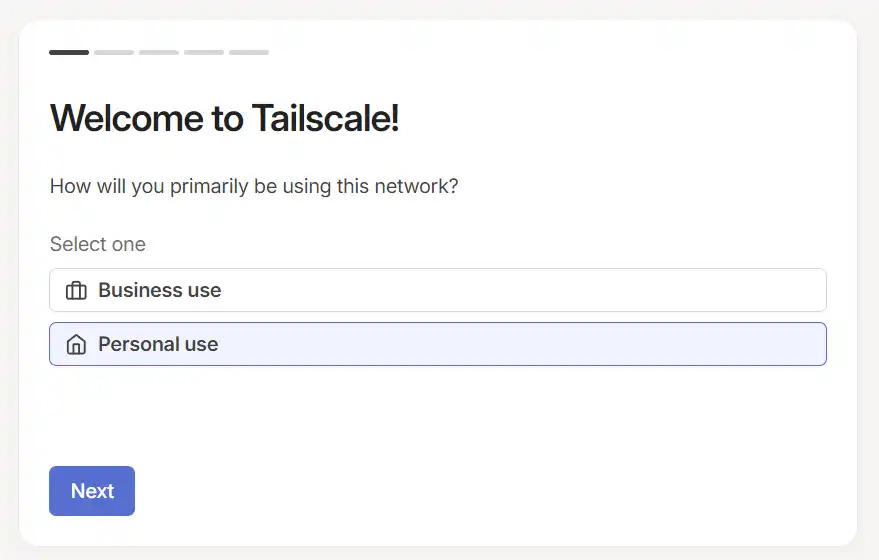 Welcome to Tailscale!
How will you primarily be using this network?
Select one
Business use
Personal use
Next